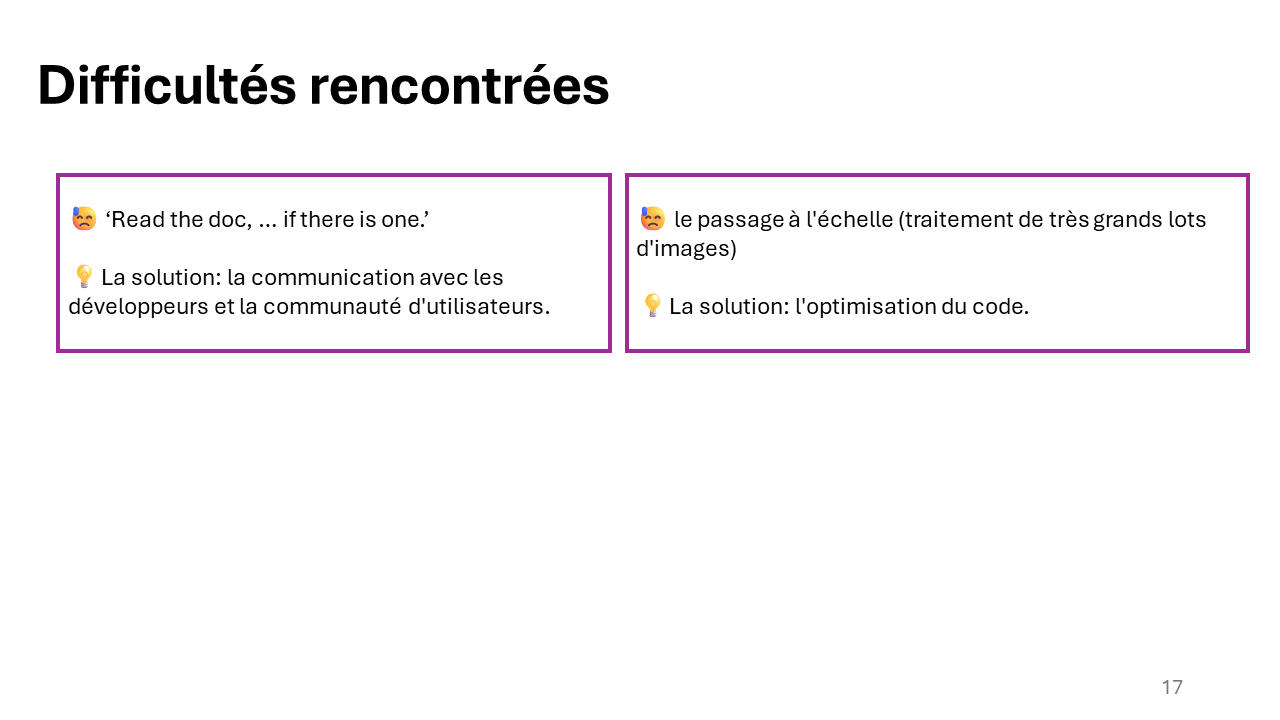 Difficultés rencontrées
😓 ‘Read the doc, ... if there is one.’
💡 La solution: la communication avec les
développeurs et la communauté d'utilisateurs.
😓 le passage à l'échelle (traitement de très grands lots
d'images)
💡 La solution: l'optimisation du code.
17